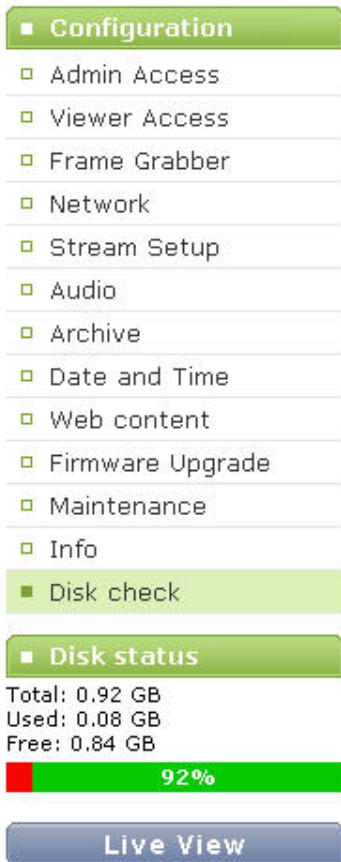 Configuration
Admin Access
Viewer Access
Frame Grabber
Network
Stream Setup
Audio
Archive
Date and Time
Web content
Firmware Upgrade
Maintenance
Info
Disk check
Disk status
Total: 0.92 GB
Used: 0.08 GB
Free: 0.84 GB
92%
Live View